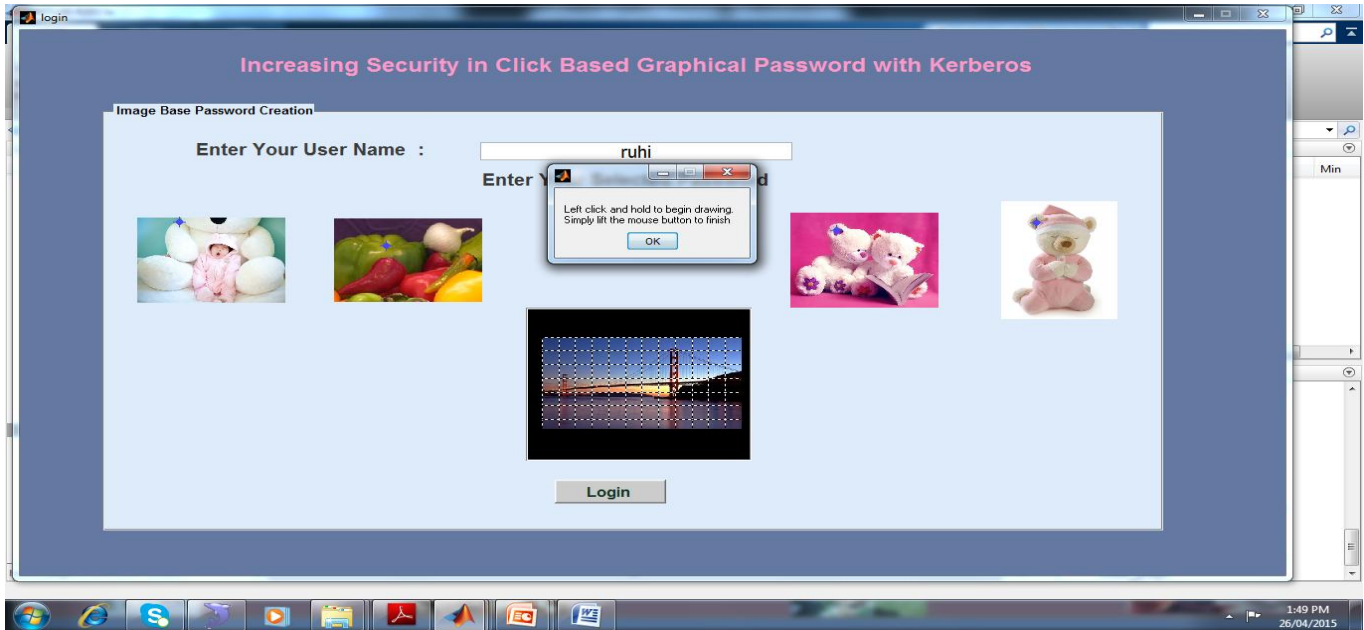 login
Increasing Security in Click Based Graphical Password with Kerberos
Image Base Password Creation
Enter Your User Name :
ruhi
Enter
d
Left click and hold to begin drawing.
Simply lift the mouse button to finish
OK
Login
Min
1:49 PM
26/04/2015